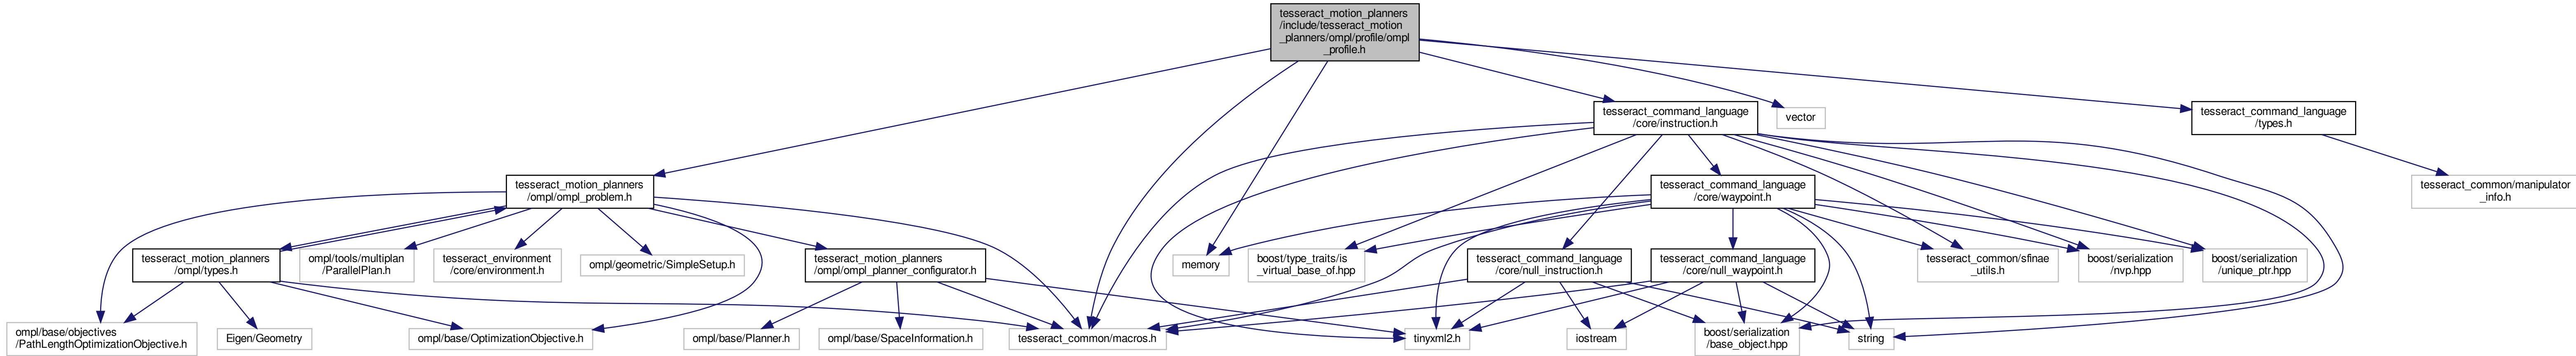 tesseract_motion_planners
/include/tesseract_motion
_planners/ompl/profile/ompl
_profile.h
tesseract_command_language
/core/instruction.h
vector
tesseract_command_language
/types.h
tesseract_motion_planners
/ompl/ompl_problem.h
tesseract_command_language
/core/waypoint.h
tesseract_common/manipulator
_info.h
tesseract_motion_planners
/ompl/types.h
ompl/tools/multiplan
/ParallelPlan.h
tesseract_environment
/core/environment.h
ompl/geometric/SimpleSetup.h
tesseract_motion_planners
/ompl/ompl_planner_configurator.h
memory
boost/type_traits/is
_virtual_base_of.hpp
tesseract_command_language
/core/null_instruction.h
tesseract_command_language
/core/null_waypoint.h
tesseract_common/sfinae
_utils.h
boost/serialization
/nvp.hpp
boost/serialization
/unique_ptr.hpp
ompl/base/objectives
/PathLengthOptimizationObjective.h
Eigen/Geometry
ompl/base/OptimizationObjective.h
ompl/base/Planner.h
ompl/base/SpaceInformation.h
tesseract_common/macros.h
tinyxml2.h
iostream
boost/serialization
/base_object.hpp
string